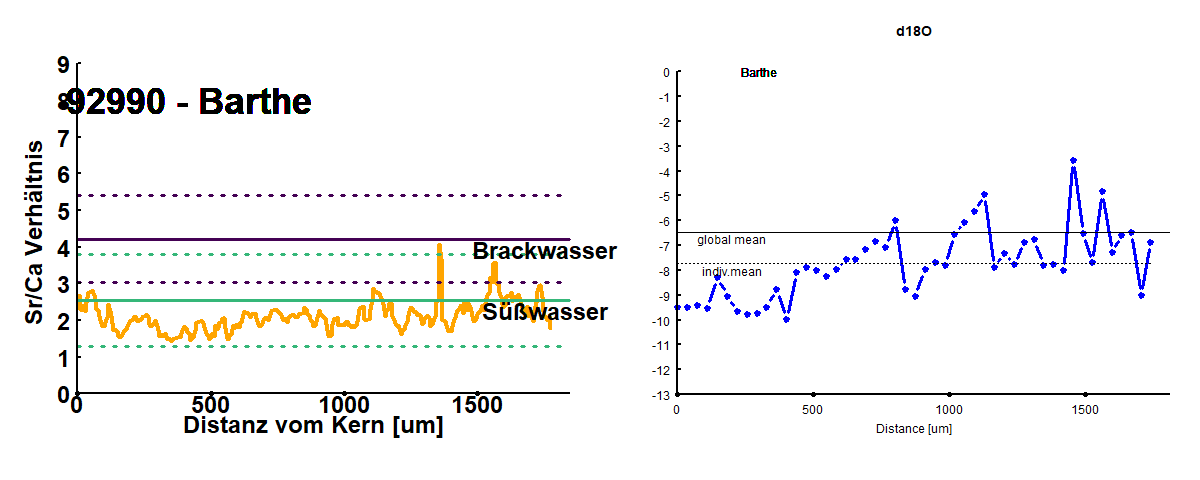 9
8
92990 - Barthe
7
6
5
4
3
2
1
0
Sr/Ca Verhältnis
Brackwasser
Süßwasser
0 500 1000 1500
Distanz vom Kern [um]
d18O
Barthe
0
-1
-2
-3
-4
-5
-6
-7
-8
-9
-10
-11
-12
-13
global mean
indiv.mean
0 500 1000 1500
Distance [um]